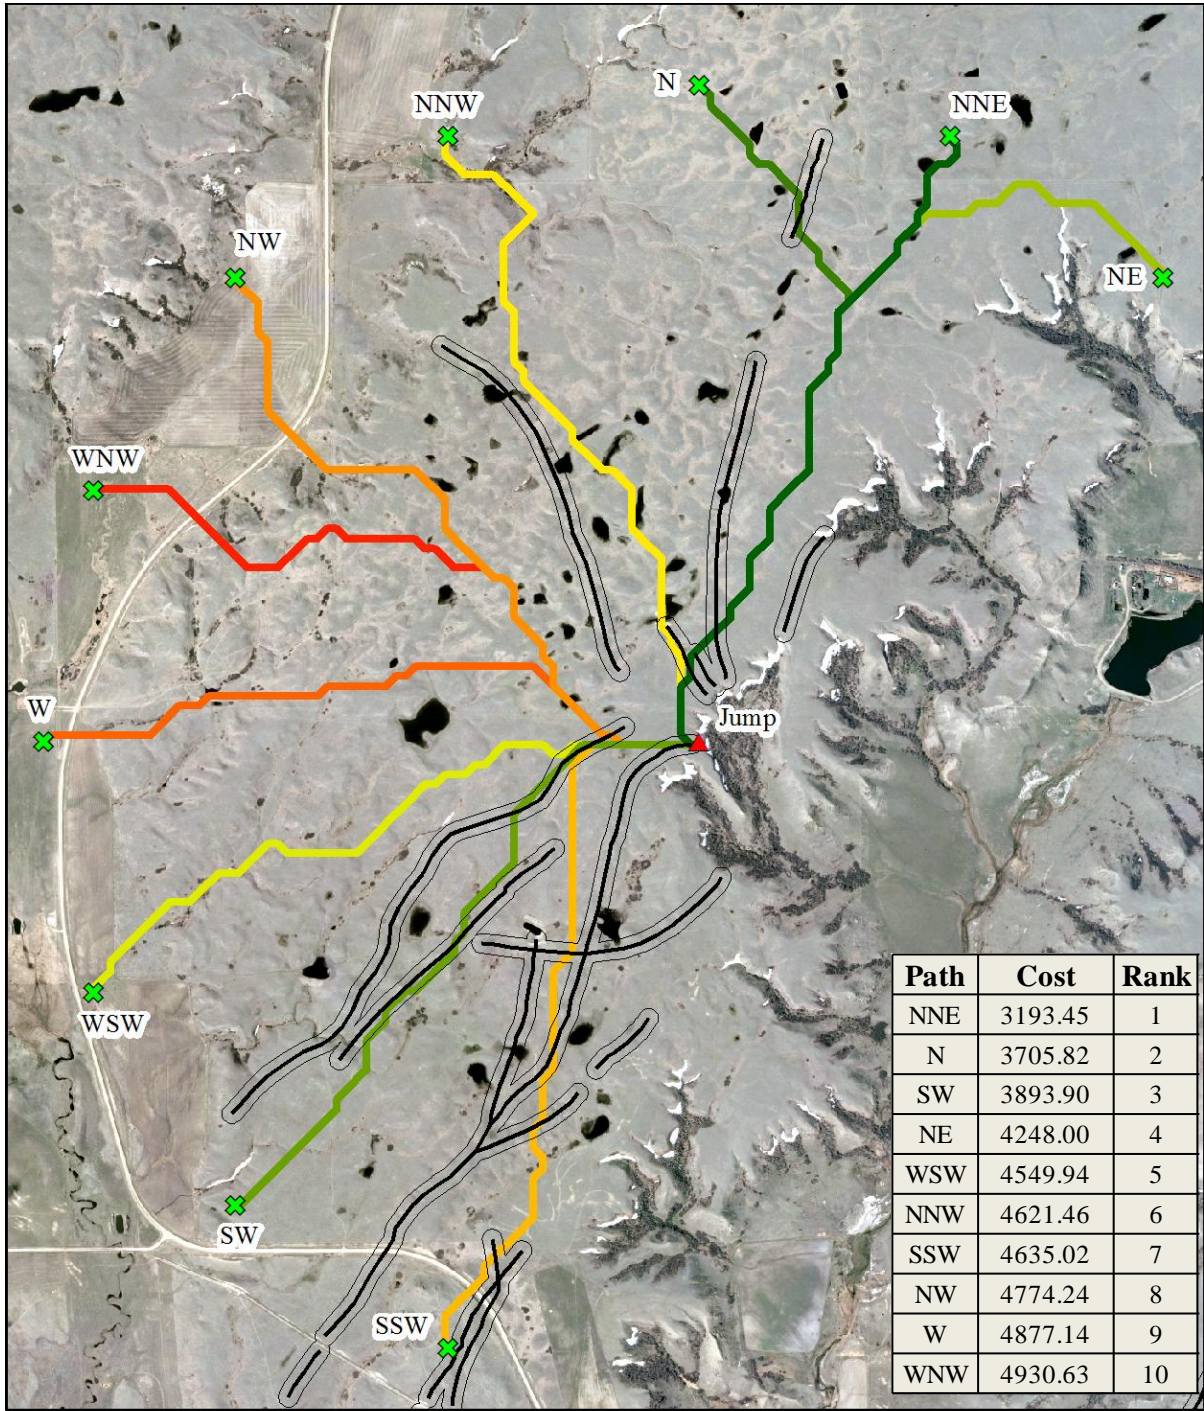 N
NNW
NNE
NW
NE
WNW
W
Jump
WSW
SW
SSW
Path Cost Rank
NNE 3193.45 1
N 3705.82 2
SW 3893.90 3
NE 4248.00 4
WSW 4549.94 5
NNW 4621.46 6
SSW 4635.02 7
NW 4774.24 8
W 4877.14 9
WNW 4930.63 10